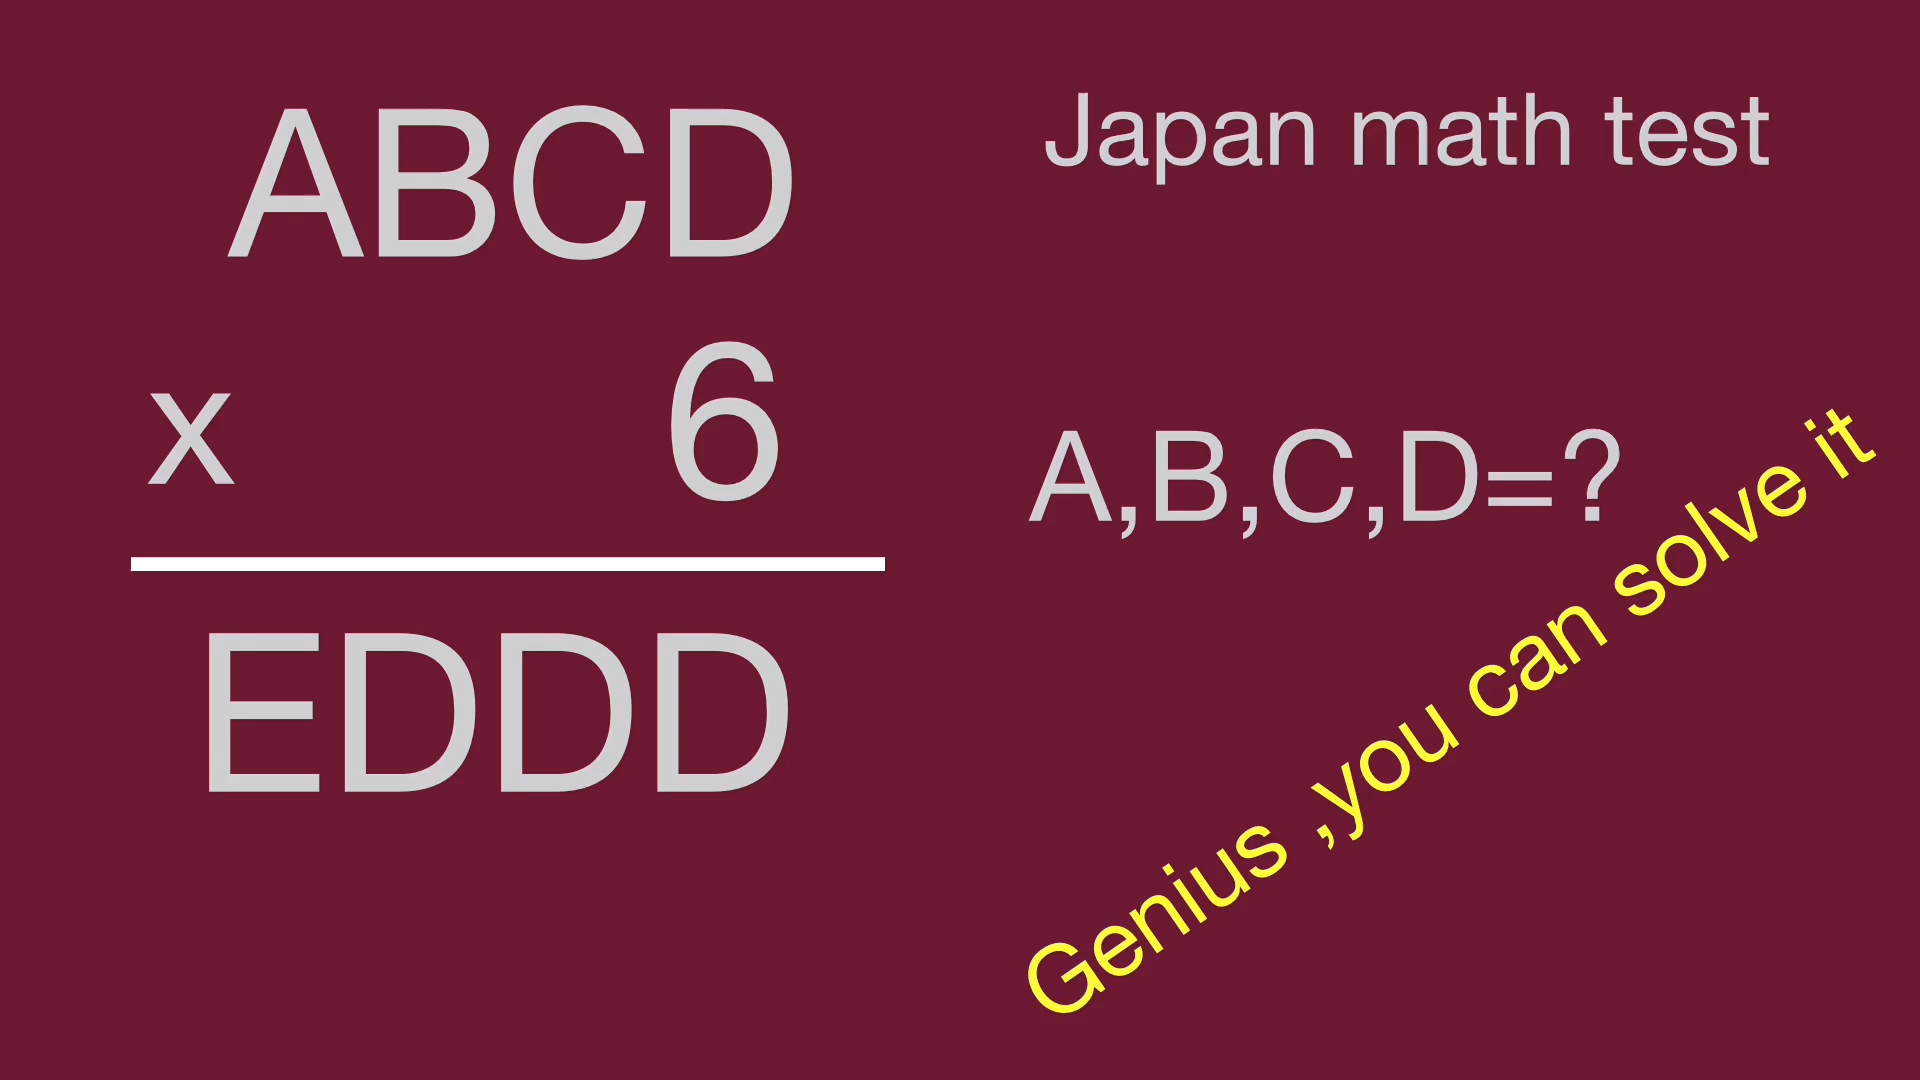 ABCD
x 6
EDDD
Japan math test
A,B,C,D=?
Genius ,you can solve it